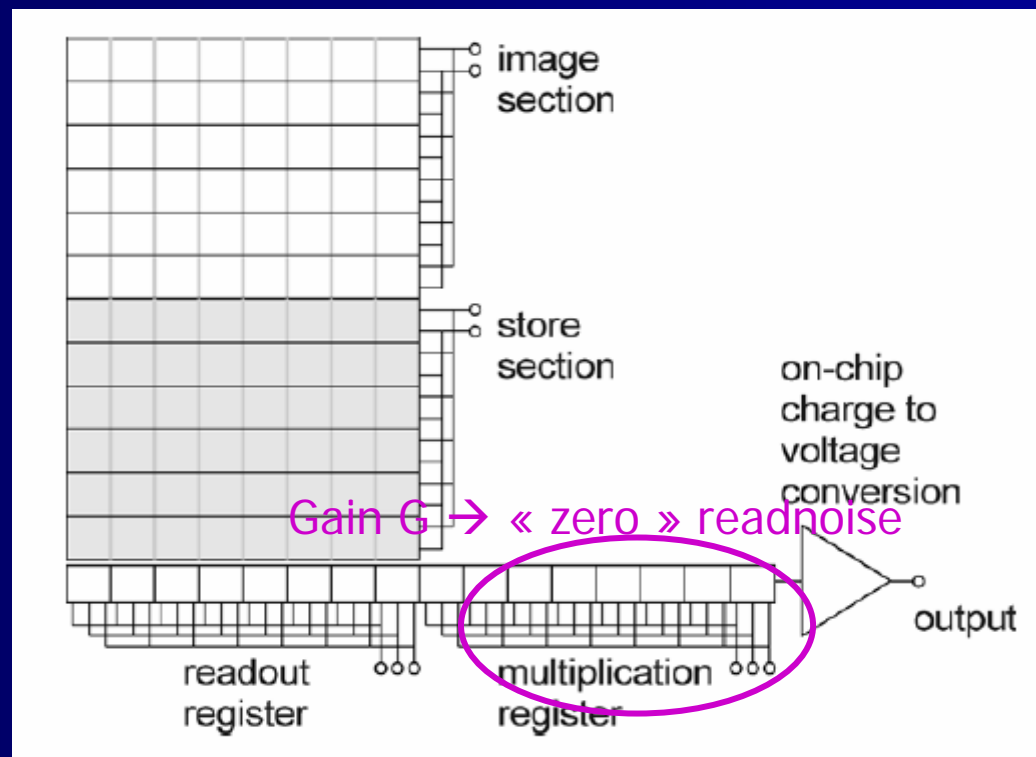 image
section
store
section
on-chip
charge to
voltage
conversion
Gain G → « zero » readnoise
output
readout
register
multiplication
register